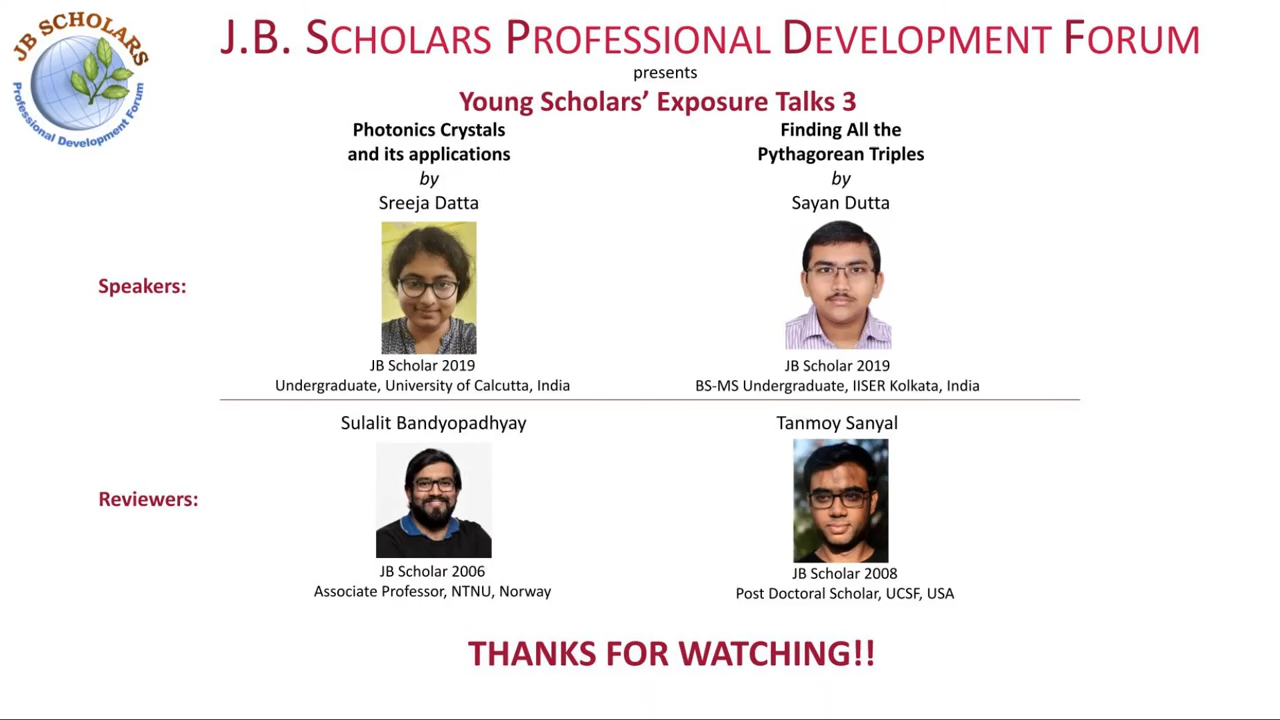 JB SCHOLARS
Professional Development Forum
J.B. SCHOLARS PROFESSIONAL DEVELOPMENT FORUM
presents
Young Scholars’ Exposure Talks 3
Photonics Crystals
and its applications
by
Sreeja Datta
Finding All the
Pythagorean Triples
by
Sayan Dutta
Speakers:
JB Scholar 2019
Undergraduate, University of Calcutta, India
JB Scholar 2019
BS-MS Undergraduate, IISER Kolkata, India
Sulalit Bandyopadhyay
Tanmoy Sanyal
Reviewers:
JB Scholar 2006
Associate Professor, NTNU, Norway
JB Scholar 2008
Post Doctoral Scholar, UCSF, USA
THANKS FOR WATCHING!!